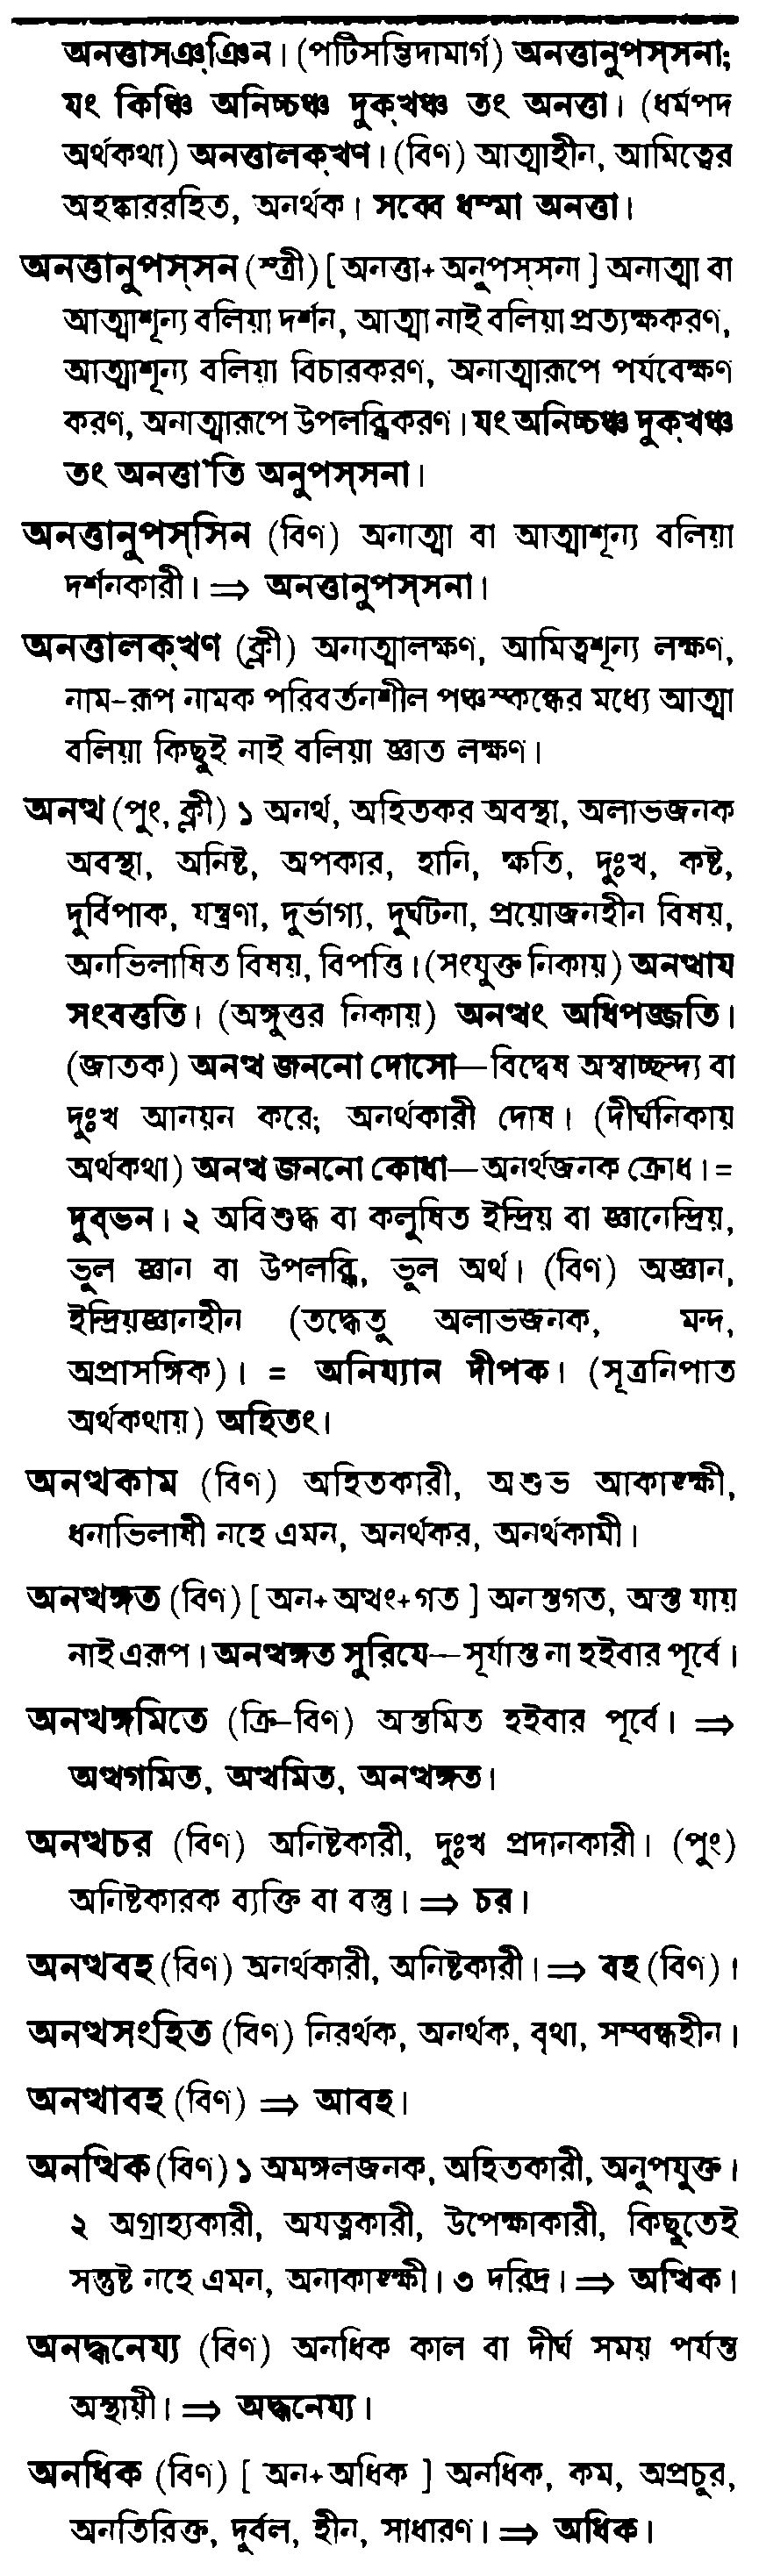 অনত্তাসঞ্ঞিন। (পটিসম্ভিদামার্গ) অনত্তানুপস্সনা;
যং কিঞ্চি অনিচ্চঞ্চ দুক্খঞ্চ তং অনত্তা। (ধর্মপদ
অর্থকথা) অনত্তালক্খণ। (বিণ) আত্মাহীন, আমিত্বের
অহঙ্কাররহিত, অনর্থক। সব্বে ধম্মা অনত্তা।
অনত্তানুপস্সন (স্ত্রী) [ অনত্তা+ অনুপস্সনা ] অনাত্মা বা
আত্মাশূন্য বলিয়া দর্শন, আত্মা নাই বলিয়া প্রত্যক্ষকরণ,
আত্মাশূন্য বলিয়া বিচারকরণ, অনাত্মারূপে পর্যবেক্ষণ
করণ, অনাত্মারূপে উপলব্ধিকরণ। যং অনিচ্চঞ্চ দুক্খঞ্চ
তং অনত্তা'তি অনুপস্সনা।
অনত্তানুপস্সিন (বিণ) অনাত্মা বা আত্মাশূন্য বলিয়া
দর্শনকারী। ⇒ অনত্তানুপস্সনা।
অনত্তালক্খণ (ক্লী) অনাত্মালক্ষণ, আমিত্বশূন্য লক্ষণ,
নাম-রূপ নামক পরিবর্তনশীল পঞ্চস্কন্ধের মধ্যে আত্মা
বলিয়া কিছুই নাই বলিয়া জ্ঞাত লক্ষণ।
অনত্থ (পুং, ক্লী) ১ অনর্থ, অহিতকর অবস্থা, অলাভজনক
অবস্থা, অনিষ্ট, অপকার, হানি, ক্ষতি, দুঃখ, কষ্ট,
দুর্বিপাক, যন্ত্রণা, দুর্ভাগ্য, দুর্ঘটনা, প্রয়োজনহীন বিষয়,
অনভিলাষিত বিষয়, বিপত্তি। (সংযুক্ত নিকায়) অনত্থায
সংবত্ততি। (অঙ্গুত্তর নিকায়) অনত্থং অধিপজ্জতি।
(জাতক) অনত্থ জননো দোসো—বিদ্বেষ অস্বাচ্ছন্দ্য বা
দুঃখ আনয়ন করে; অনর্থকারী দোষ। (দীর্ঘনিকায়
অর্থকথা) অনত্থ জননো কোধা—অনর্থজনক ক্রোধ। =
দুব্ভন। ২ অবিশুদ্ধ বা কলুষিত ইন্দ্রিয় বা জ্ঞানেন্দ্রিয়,
ভুল জ্ঞান বা উপলব্ধি, ভুল অর্থ। (বিণ) অজ্ঞান,
ইন্দ্রিয়জ্ঞানহীন (তদ্ধেতু অলাভজনক, মন্দ,
অপ্রাসঙ্গিক)। = অনিয্যান দীপক। (সূত্রনিপাত
অর্থকথায়) অহিতং।
অনত্থকাম (বিণ) অহিতকারী, অশুভ আকাঙ্ক্ষী,
ধনাভিলাষী নহে এমন, অনর্থকর, অনর্থকামী।
অনত্থঙ্গত (বিণ) [ অন+ অত্থং+ গত ] অনস্তগত, অস্ত যায়
নাই এরূপ। অনত্থঙ্গত সুরিযে—সূর্যাস্ত না হইবার পূর্বে।
অনত্থঙ্গমিতে (ক্রি-বিণ) অস্তমিত হইবার পূর্বে। ⇒
অত্থগমিত, অত্থমিত, অনত্থঙ্গত।
অনত্থচর (বিণ) অনিষ্টকারী, দুঃখ প্রদানকারী। (পুং)
অনিষ্টকারক ব্যক্তি বা বস্তু। ⇒ চর।
অনত্থবহ (বিণ) অনর্থকারী, অনিষ্টকারী। ⇒ বহ (বিণ)।
অনত্থসংহিত (বিণ) নিরর্থক, অনর্থক, বৃথা, সম্বন্ধহীন।
অনত্থাবহ (বিণ) ⇒ আবহ।
অনত্থিক (বিণ) ১ অমঙ্গলজনক, অহিতকারী, অনুপযুক্ত।
২ অগ্রাহ্যকারী, অযত্নকারী, উপেক্ষাকারী, কিছুতেই
সন্তুষ্ট নহে এমন, অনাকাঙ্ক্ষী। ৩ দরিদ্র। ⇒ অত্থিক।
অনদ্ধনেয্য (বিণ) অনধিক কাল বা দীর্ঘ সময় পর্যন্ত
অস্থায়ী। ⇒ অদ্ধনেয্য।
অনধিক (বিণ) [ অন+ অধিক ] অনধিক, কম, অপ্রচুর,
অনতিরিক্ত, দুর্বল, হীন, সাধারণ। ⇒ অধিক।